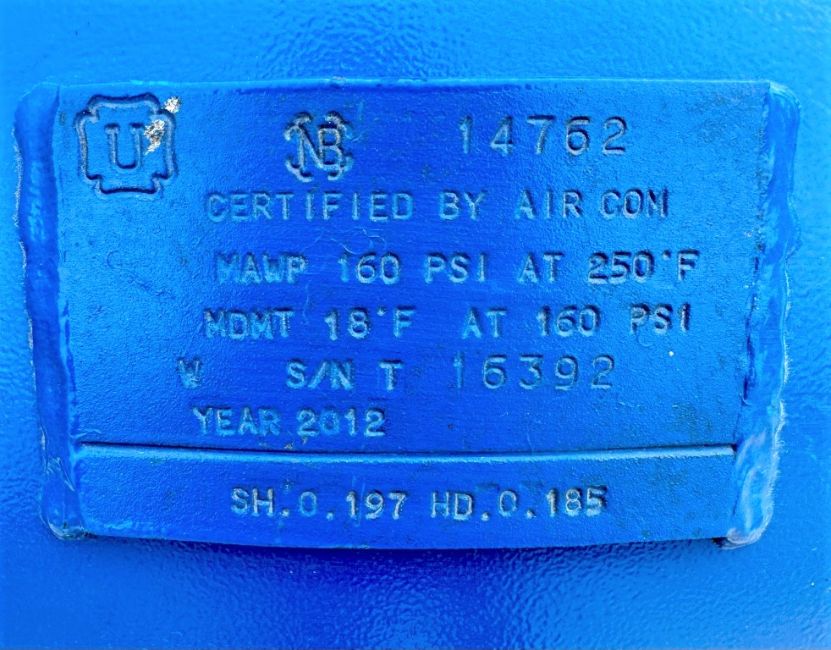 U NB 14762
CERTIFIED BY AIR COM
MAWP 160 PSI AT 250°F
MDMT 18°F AT 160 PSI
W S/N T 16392
YEAR 2012
SH.0.197 HD.0.185